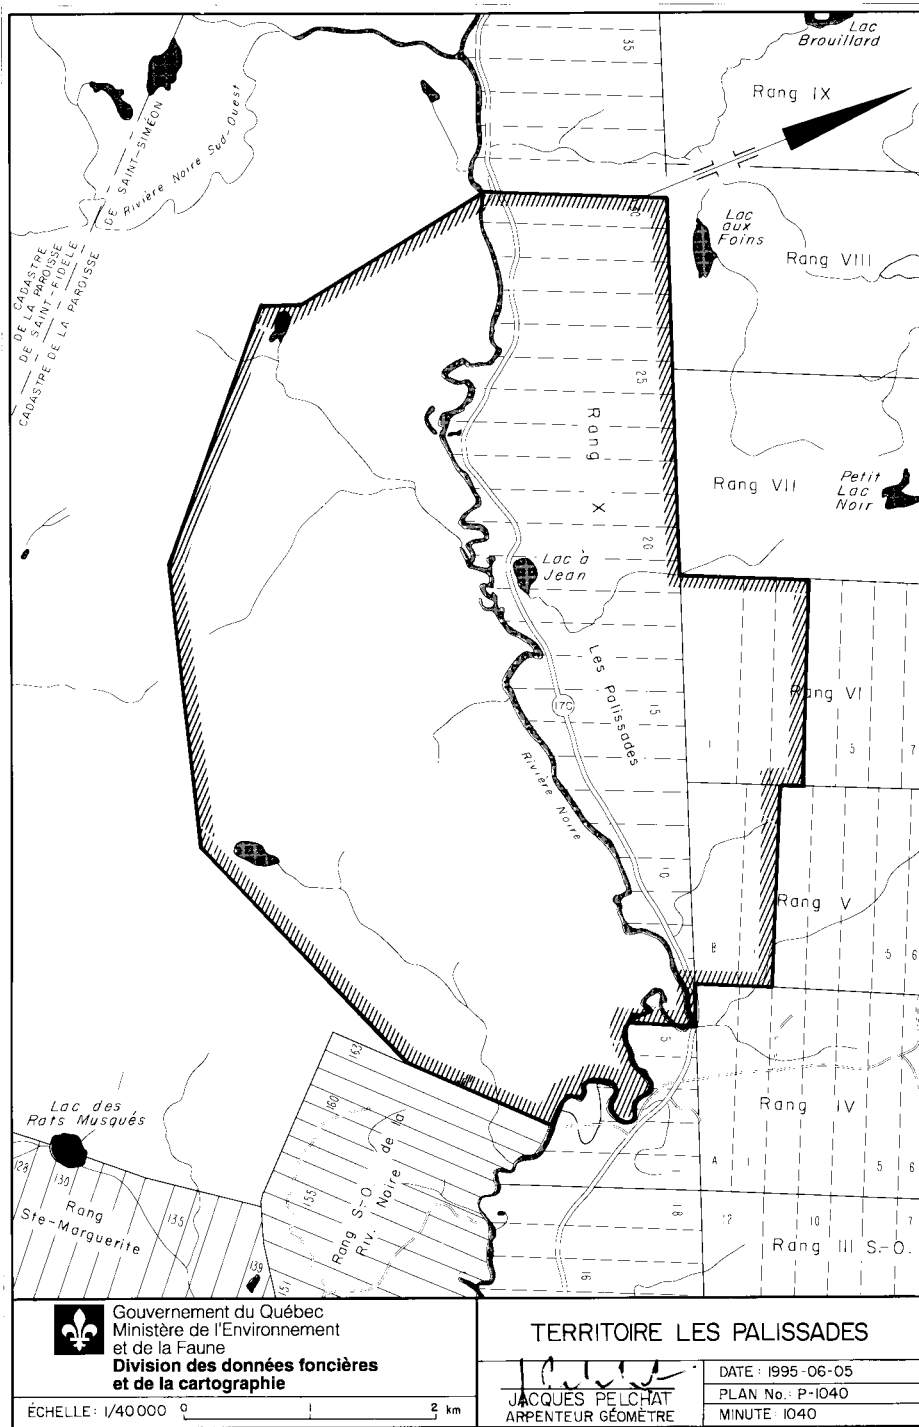 Lac
Brouillard
35
Rang IX
DE SAINT-SIMÉON
Rivière Noire Sud-Ouest
CADASTRE
DE LA PAROISSE
DE SAINT-FIDÈLE
CADASTRE DE LA PAROISSE
Lac
aux
Foins
Rang VIII
25
Rang X
Rang VII
Petit
Lac
Noir
20
Lac à
Jean
Les Palissades
15
170
Rivière Noire
Rang VI
1
5
7
10
Rang V
B
5
6
5
163
160
Lac des
Rats Musqués
Rang IV
A
1
5
6
128
130
Rang
Ste-Marguerite
135
139
155
151
Rang S-O. de la
Riv. Noire
18
16
12
10
7
Rang III S.-O.
Gouvernement du Québec
Ministère de l'Environnement
et de la Faune
Division des données foncières
et de la cartographie
ÉCHELLE: 1/40 000
0 1 2 km
TERRITOIRE LES PALISSADES
JACQUES PELCHAT
ARPENTEUR GÉOMÈTRE
DATE : 1995-06-05
PLAN No.: P-1040
MINUTE: 1040